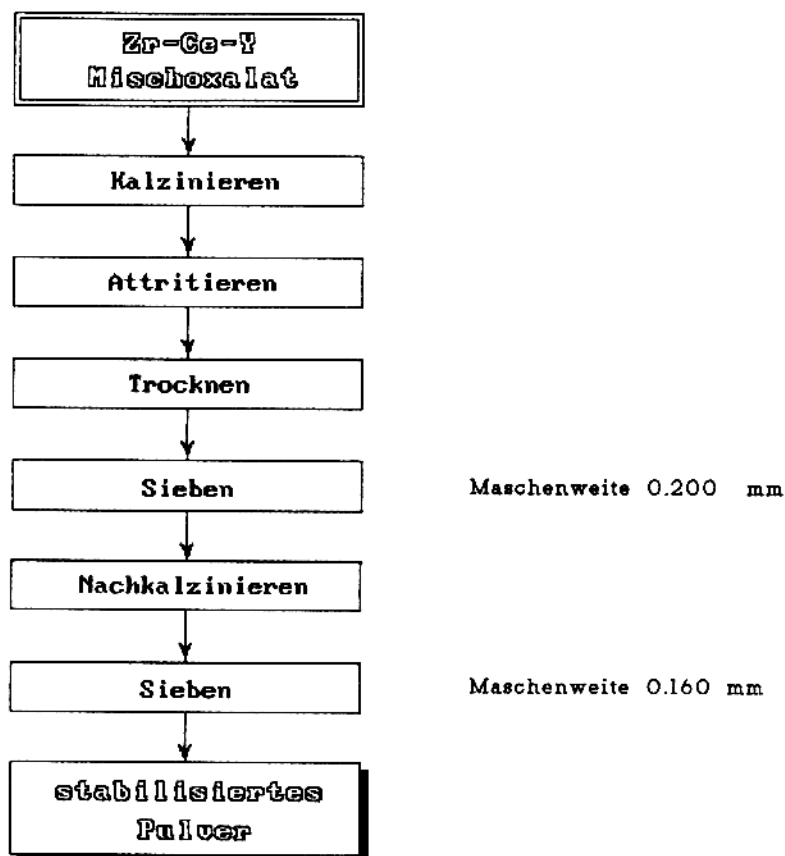 Zr-Ce-Y
Mischoxalat
Kalzinieren
Attritieren
Trocknen
Sieben
Maschenweite 0.200 mm
Nachkalzinieren
Sieben
Maschenweite 0.160 mm
stabilisiertes
Pulver